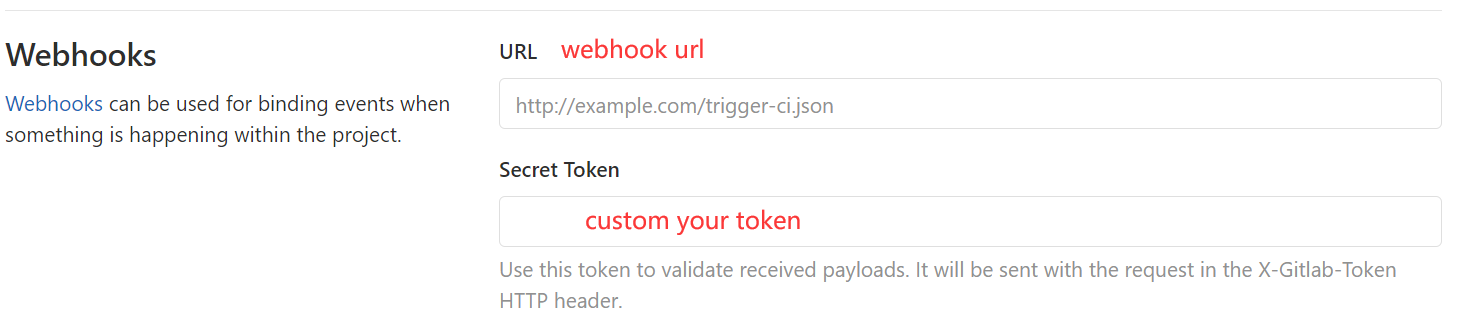 Webhooks
Webhooks can be used for binding events when
something is happening within the project.
URL webhook url
http://example.com/trigger-ci.json
Secret Token
custom your token
Use this token to validate received payloads. It will be sent with the request in the X-Gitlab-Token
HTTP header.